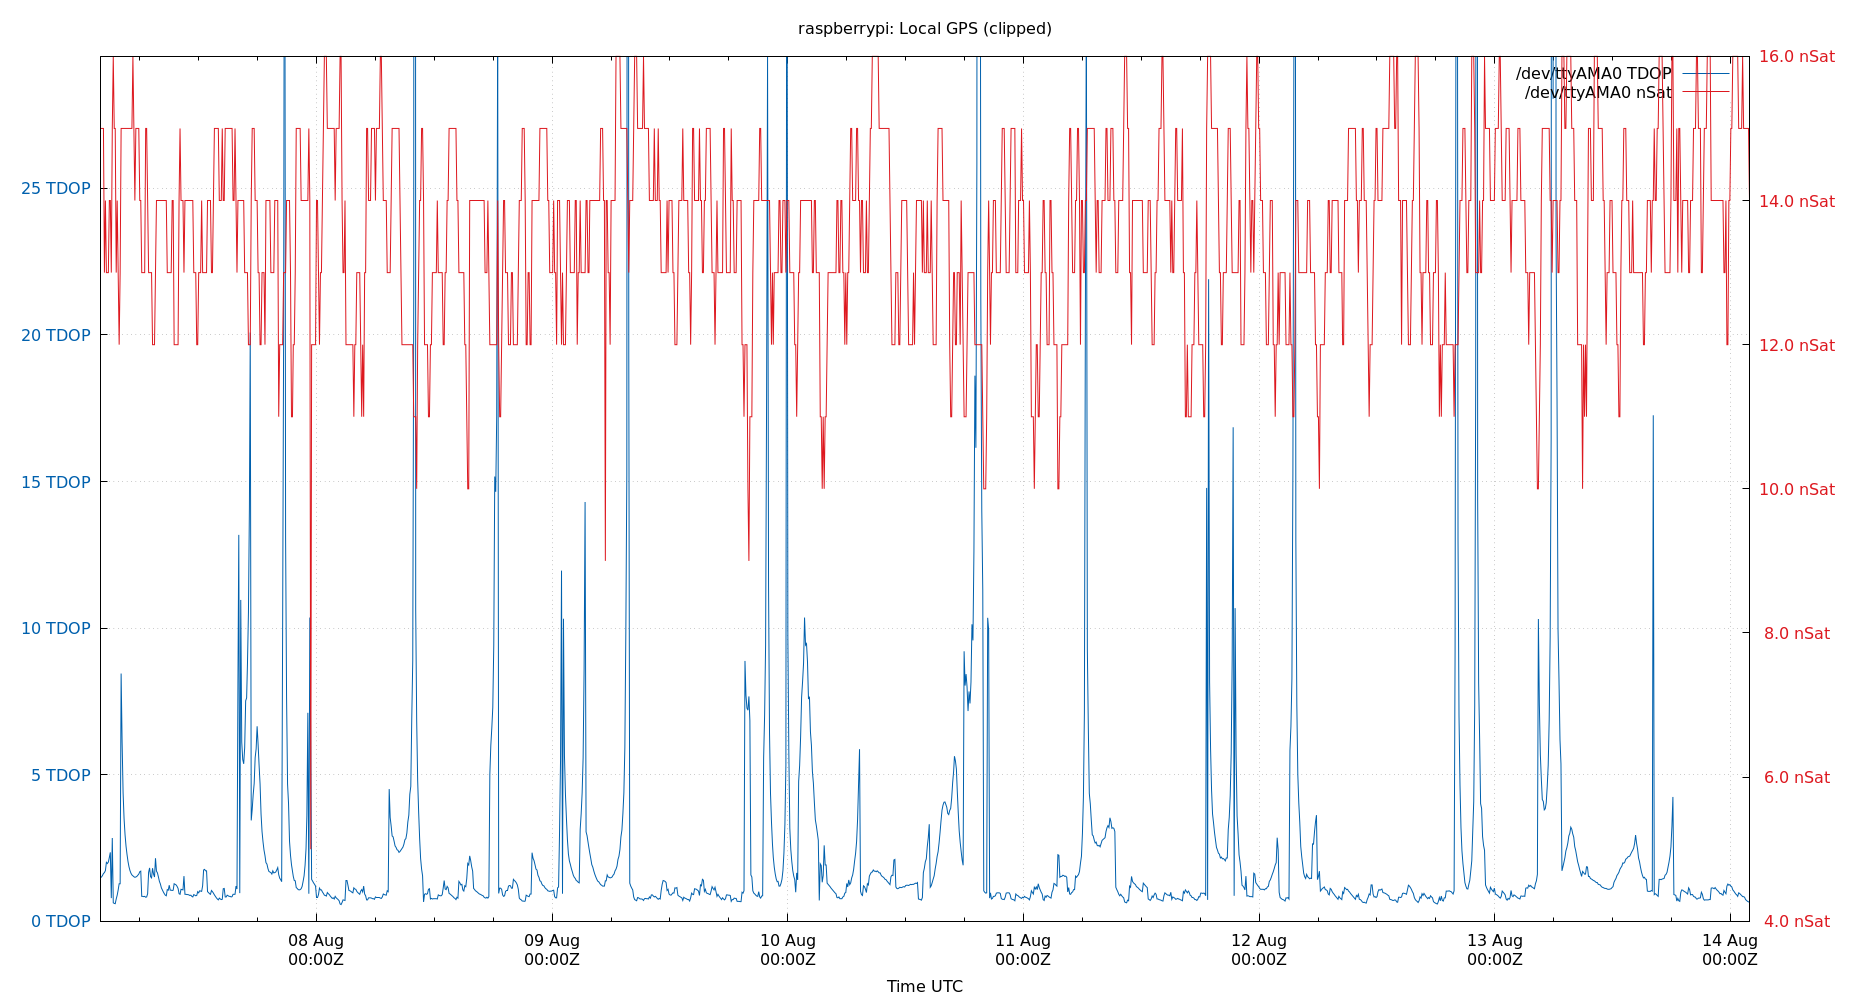 raspberrypi: Local GPS (clipped)
16.0 nSat
/dev/ttyAMA0 TDOP
/dev/ttyAMA0 nSat
25 TDOP
14.0 nSat
20 TDOP
12.0 nSat
15 TDOP
10.0 nSat
10 TDOP
8.0 nSat
5 TDOP
6.0 nSat
0 TDOP
4.0 nSat
08 Aug
00:00Z
09 Aug
00:00Z
10 Aug
00:00Z
11 Aug
00:00Z
12 Aug
00:00Z
13 Aug
00:00Z
14 Aug
00:00Z
Time UTC